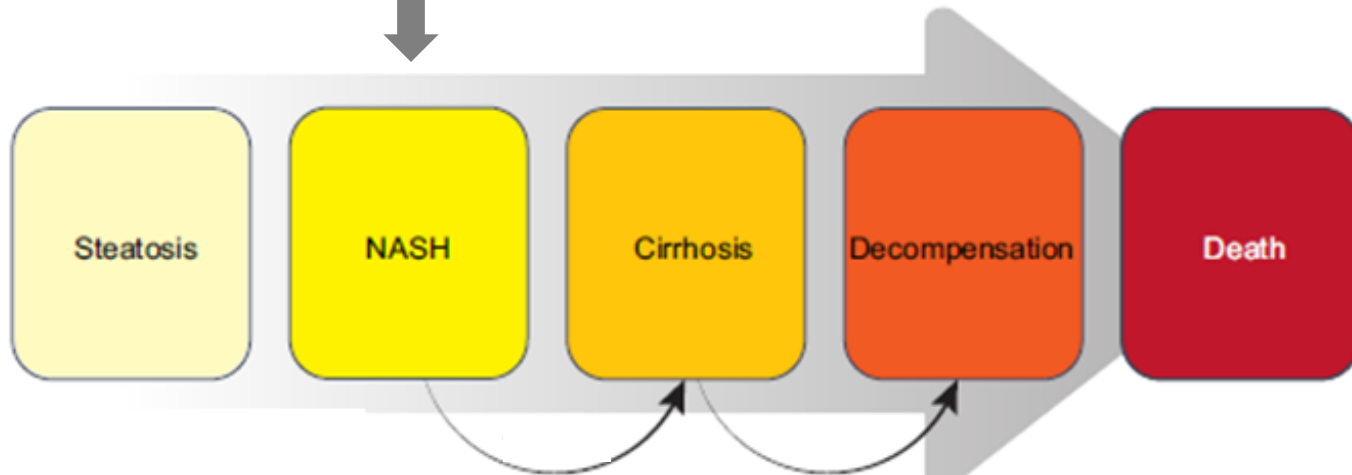 Steatosis
NASH
Cirrhosis
Decompensation
Death